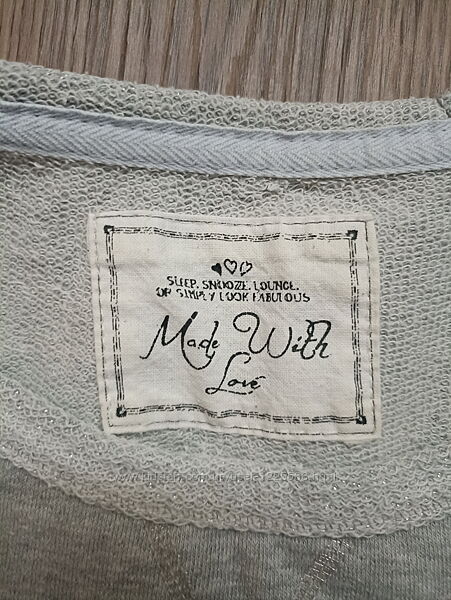 SLEEP. SNOOZE. LOUNGE.
OR SIMPLY LOOK FABULOUS
Made With
Love